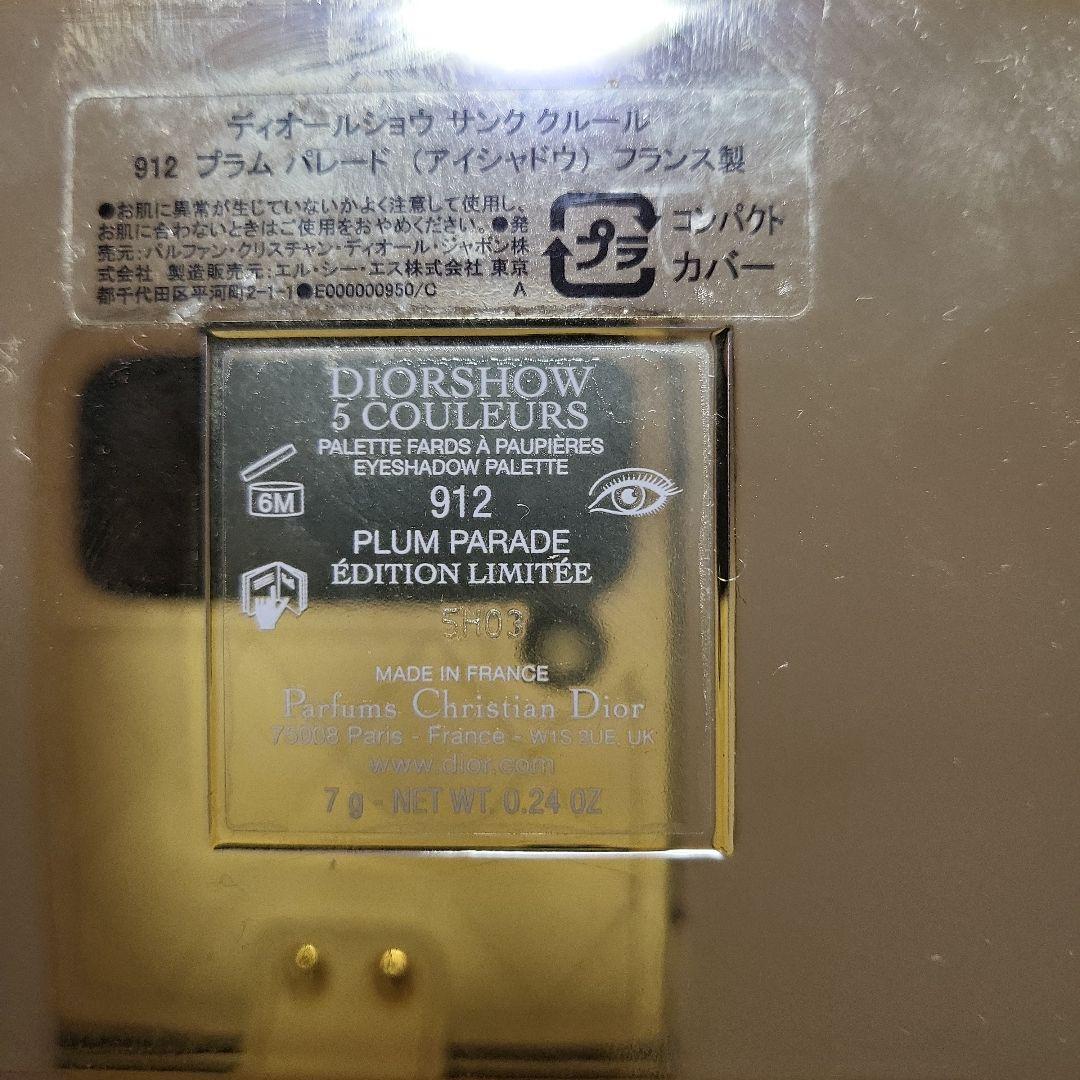 ディオールショウ サンク クルール
912 プラム パレード (アイシャドウ) フランス製
●お肌に異常が生じていないかよく注意して使用し、
お肌に合わないときはご使用をおやめください。●発
売元:パルファン・クリスチャン・ディオール・ジャポン株
式会社 製造販売元:エル・シー・エス株式会社 東京
都千代田区平河町2-1-1●E000000950/C A
プラ
コンパクト
カバー
DIORSHOW
5 COULEURS
PALETTE FARDS À PAUPIÈRES
EYESHADOW PALETTE
6M
912
PLUM PARADE
ÉDITION LIMITÉE
5H03
MADE IN FRANCE
Parfums Christian Dior
75008 Paris - France - W1S 2UE, UK
www.dior.com
7 g - NET WT. 0.24 OZ